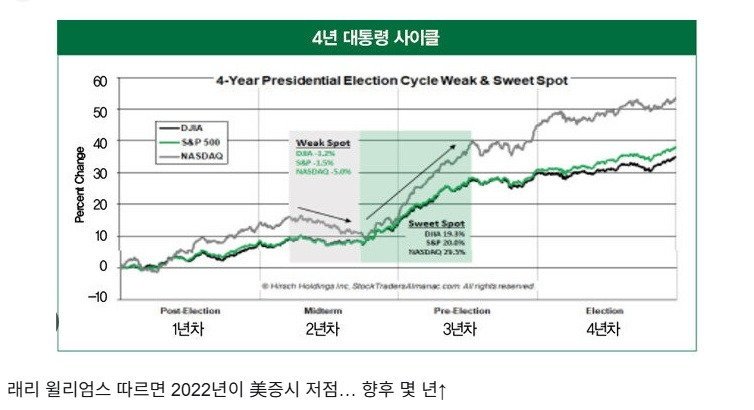 4년 대통령 사이클
4-Year Presidential Election Cycle Weak & Sweet Spot
60
50
40
30
20
10
0
-10
Percent Change
DJIA
S&P 500
NASDAQ
Weak Spot
DJIA -1.2%
S&P -1.5%
NASDAQ -5.0%
Sweet Spot
DJIA 19.3%
S&P 20.0%
NASDAQ
© Hirsch Holdings Inc, StockTradersAlmanac.com. All rights reserved
Post-Election
Midterm
Pre-Election
Election
1년차
2년차
3년차
4년차
래리 윌리엄스 따르면 2022년이 美증시 저점... 향후 몇 년↑